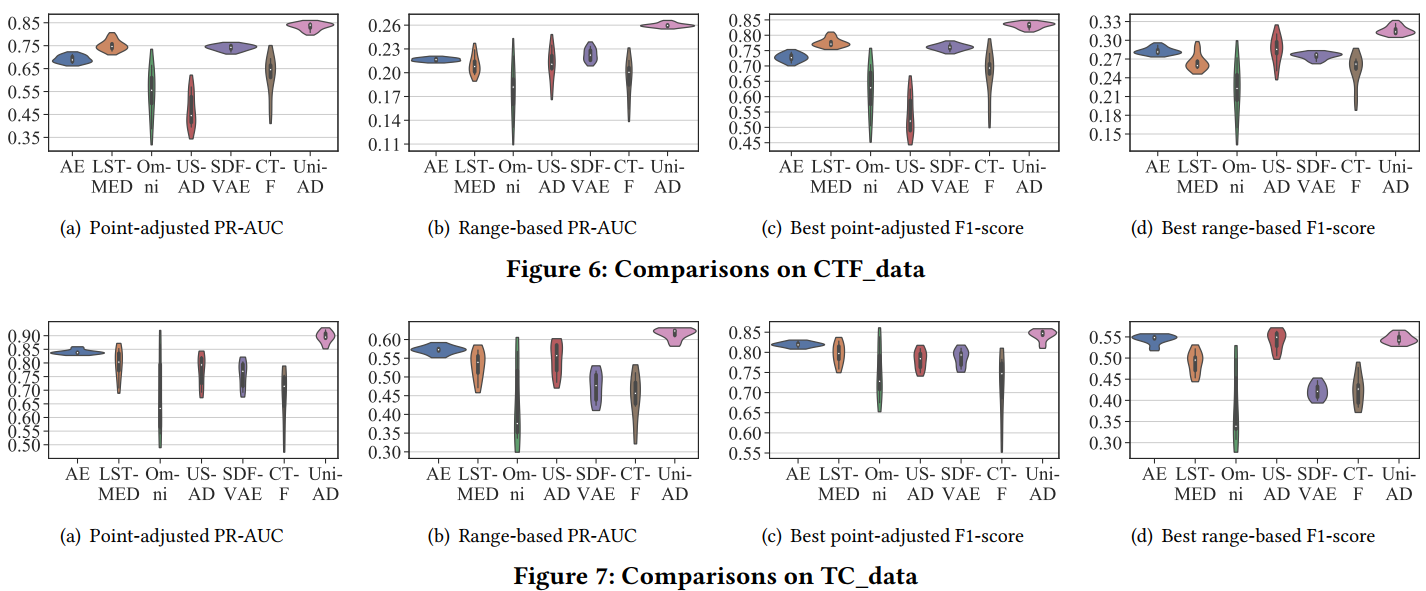 0.85 0.75 0.65 0.55 0.45 0.35
AE LST- Om- US- SDF- CT- Uni-
MED ni AD VAE F AD
(a) Point-adjusted PR-AUC
0.26 0.23 0.20 0.17 0.14 0.11
AE LST- Om- US- SDF- CT- Uni-
MED ni AD VAE F AD
(b) Range-based PR-AUC
0.85 0.80 0.75 0.70 0.65 0.60 0.55 0.50 0.45
AE LST- Om- US- SDF- CT- Uni-
MED ni AD VAE F AD
(c) Best point-adjusted F1-score
0.33 0.30 0.27 0.24 0.21 0.18 0.15
AE LST- Om- US- SDF- CT- Uni-
MED ni AD VAE F AD
(d) Best range-based F1-score
Figure 6: Comparisons on CTF_data
0.90 0.85 0.80 0.75 0.70 0.65 0.60 0.55 0.50
AE LST- Om- US- SDF- CT- Uni-
MED ni AD VAE F AD
(a) Point-adjusted PR-AUC
0.60 0.55 0.50 0.45 0.40 0.35 0.30
AE LST- Om- US- SDF- CT- Uni-
MED ni AD VAE F AD
(b) Range-based PR-AUC
0.85 0.80 0.75 0.70 0.65 0.60 0.55
AE LST- Om- US- SDF- CT- Uni-
MED ni AD VAE F AD
(c) Best point-adjusted F1-score
0.55 0.50 0.45 0.40 0.35 0.30
AE LST- Om- US- SDF- CT- Uni-
MED ni AD VAE F AD
(d) Best range-based F1-score
Figure 7: Comparisons on TC_data